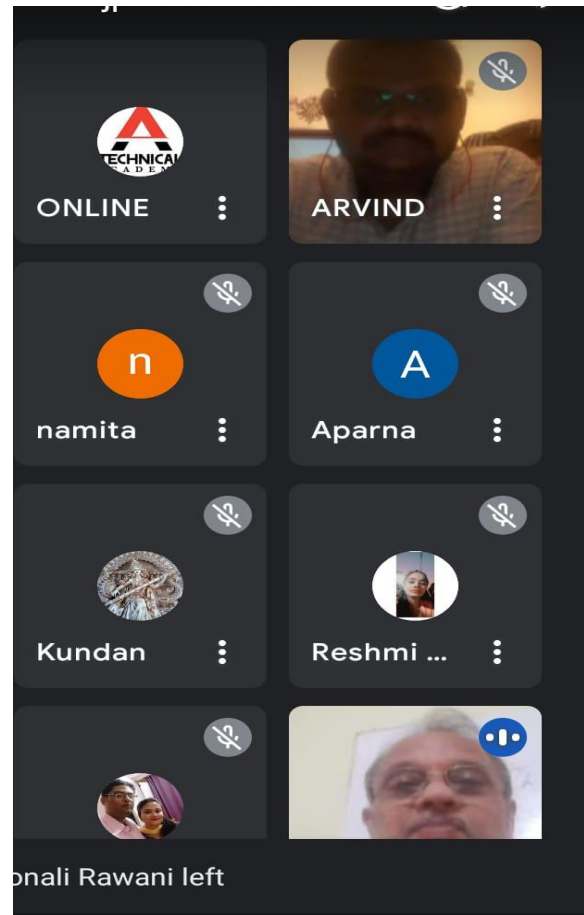 TECHNICAL
ONLINE
ARVIND
n
A
namita
Aparna
Kundan
Reshmi ...
onali Rawani left